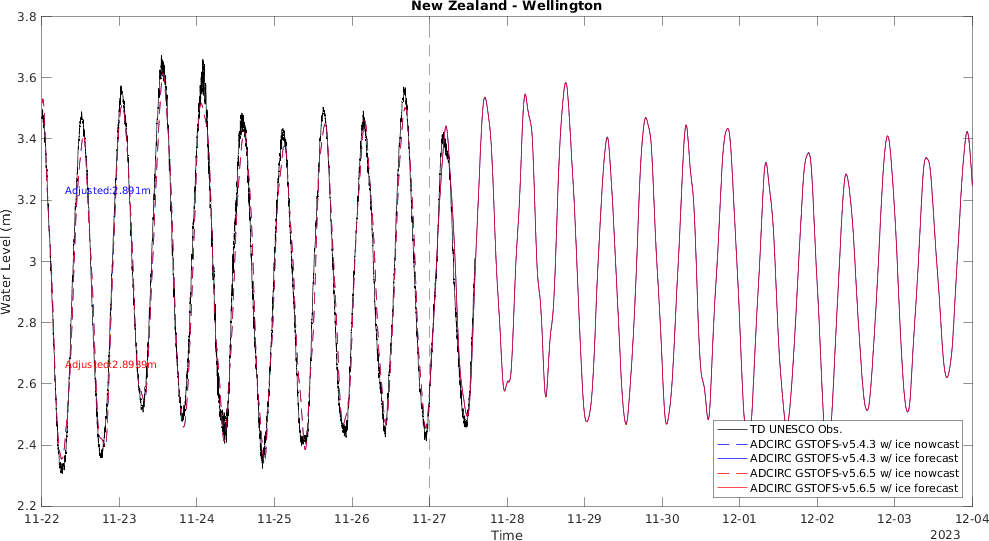 New Zealand - Wellington
Water Level (m)
3.8
3.6
3.4
3.2
3
2.8
2.6
2.4
2.2
Adjusted:2.891m
Adjusted:2.8939m
TD UNESCO Obs.
ADCIRC GSTOFS-v5.4.3 w/ ice nowcast
ADCIRC GSTOFS-v5.4.3 w/ ice forecast
ADCIRC GSTOFS-v5.6.5 w/ ice nowcast
ADCIRC GSTOFS-v5.6.5 w/ ice forecast
11-22 11-23 11-24 11-25 11-26 11-27 11-28 11-29 11-30 12-01 12-02 12-03 12-04
Time
2023